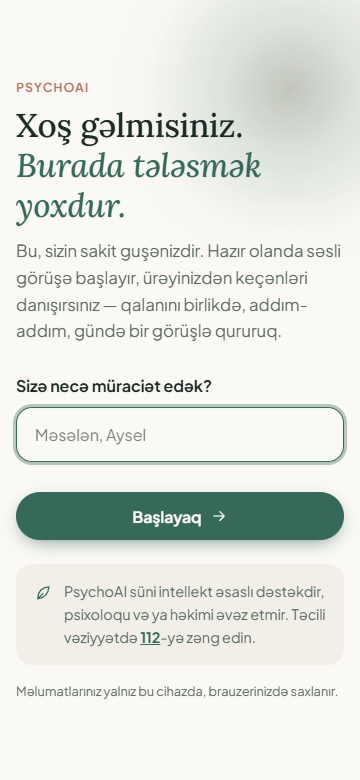 PSYCHOAI
Xoş gəlmisiniz.
Burada tələsmək
yoxdur.
Bu, sizin sakit guşənizdir. Hazır olanda səsli
görüşə başlayır, ürəyinizdən keçənləri
danışırsınız — qalanını birlikdə, addım-
addım, gündə bir görüşlə qururuq.
Sizə necə müraciət edək?
Məsələn, Aysel
Başlayaq →
PsychoAI süni intellekt əsaslı dəstəkdir,
psixoloqu və ya həkimi əvəz etmir. Təcili
vəziyyətdə 112-yə zəng edin.
Məlumatlarınız yalnız bu cihazda, brauzerinizdə saxlanır.